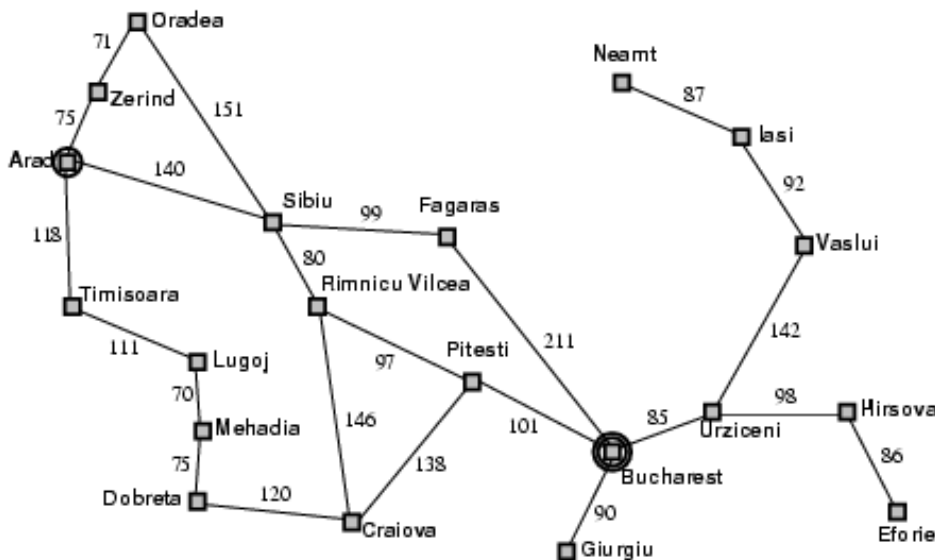 Oradea
71
Neamt
Zerind
87
75
151
Iasi
Arad
140
92
Sibiu
99
Fagaras
118
Vaslui
80
Timisoara
Rimnicu Vilcea
111
142
Lugoj
97
Pitesti
211
70
98
Hirsova
146
101
85
Urziceni
Mehadia
86
75
138
Bucharest
Dobreta
120
90
Craiova
Eforie
Giurgiu